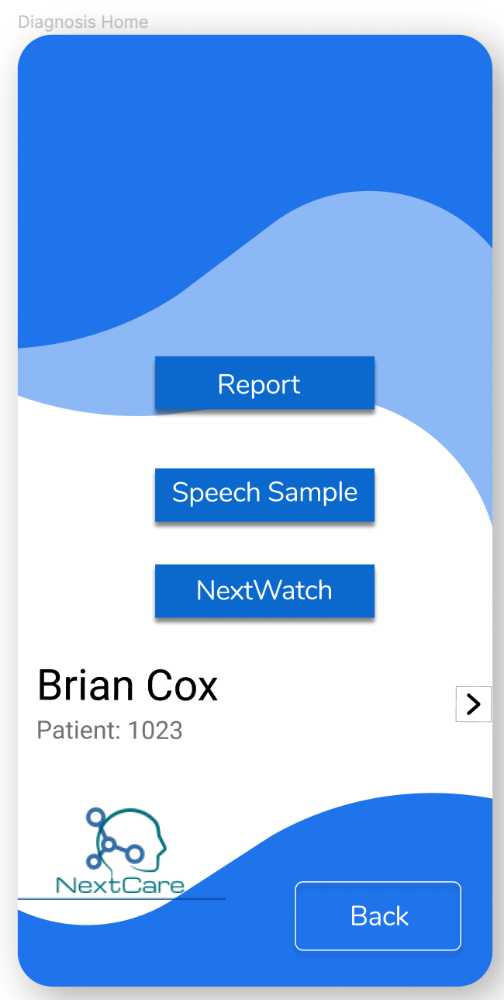 Diagnosis Home
Report
Speech Sample
NextWatch
Brian Cox
Patient: 1023
NextCare
Back